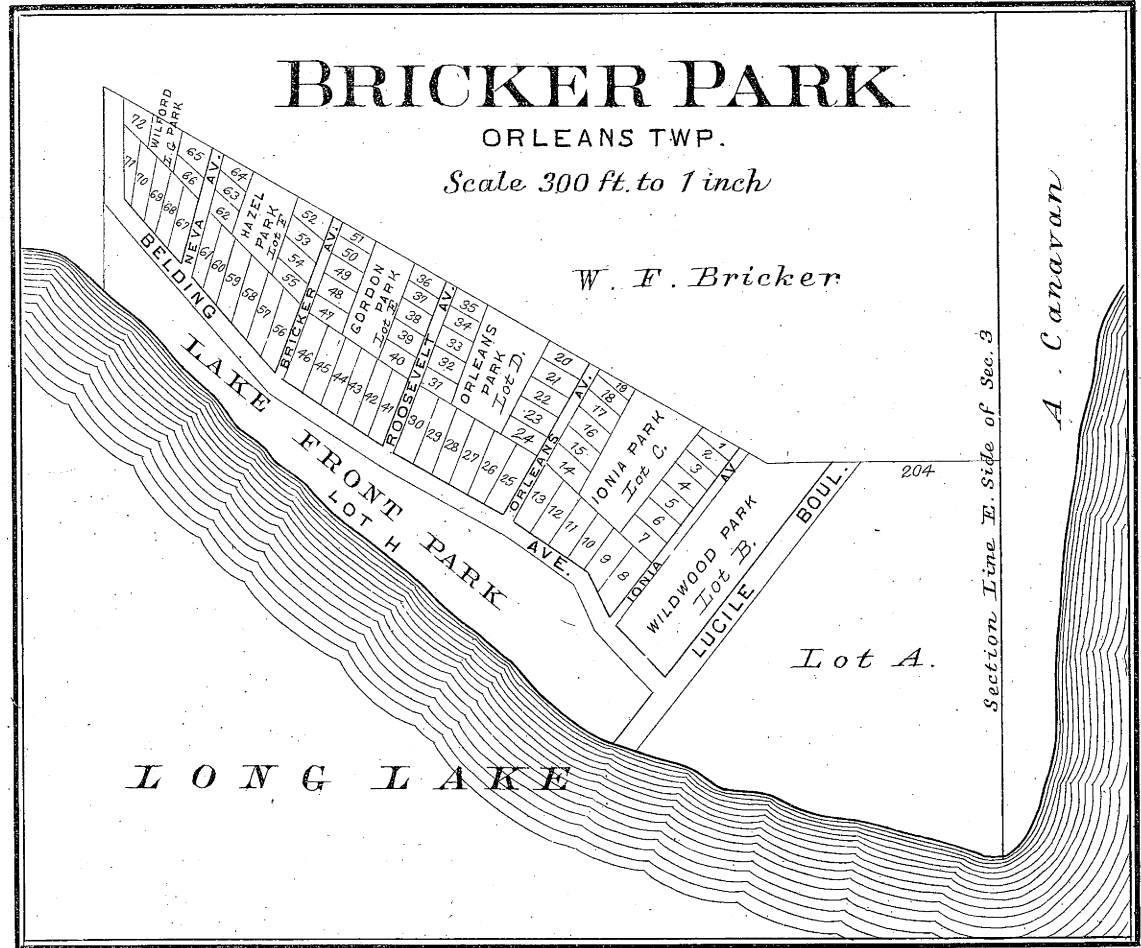 BRICKER PARK
ORLEANS TWP.
Scale 300 ft. to 1 inch
W. F. Bricker
A. Canavan
Section Line E. Side of Sec. 3
204
Lot A.
LUCILE BOUL.
WILDWOOD PARK
Lot B.
IONIA AV.
1
2
3
4
5
6
7
8
9
10
11
12
13
IONIA PARK
Lot C.
14
15
16
17
18
19
ORLEANS AV.
20
21
22
23
24
25
26
27
28
29
30
ORLEANS
PARK
Lot D.
31
32
33
34
35
ROOSEVELT AV.
36
37
38
39
40
41
42
43
44
45
46
GORDON
PARK
Lot E
47
48
49
50
51
BRICKER AV.
52
53
54
55
56
57
58
59
60
61
HAZEL
PARK
Lot F
62
63
64
NEVA AV.
65
66
67
68
69
70
71
72
WILFORD
PARK
BELDING AVE.
LAKE FRONT PARK
LOT H
LONG LAKE